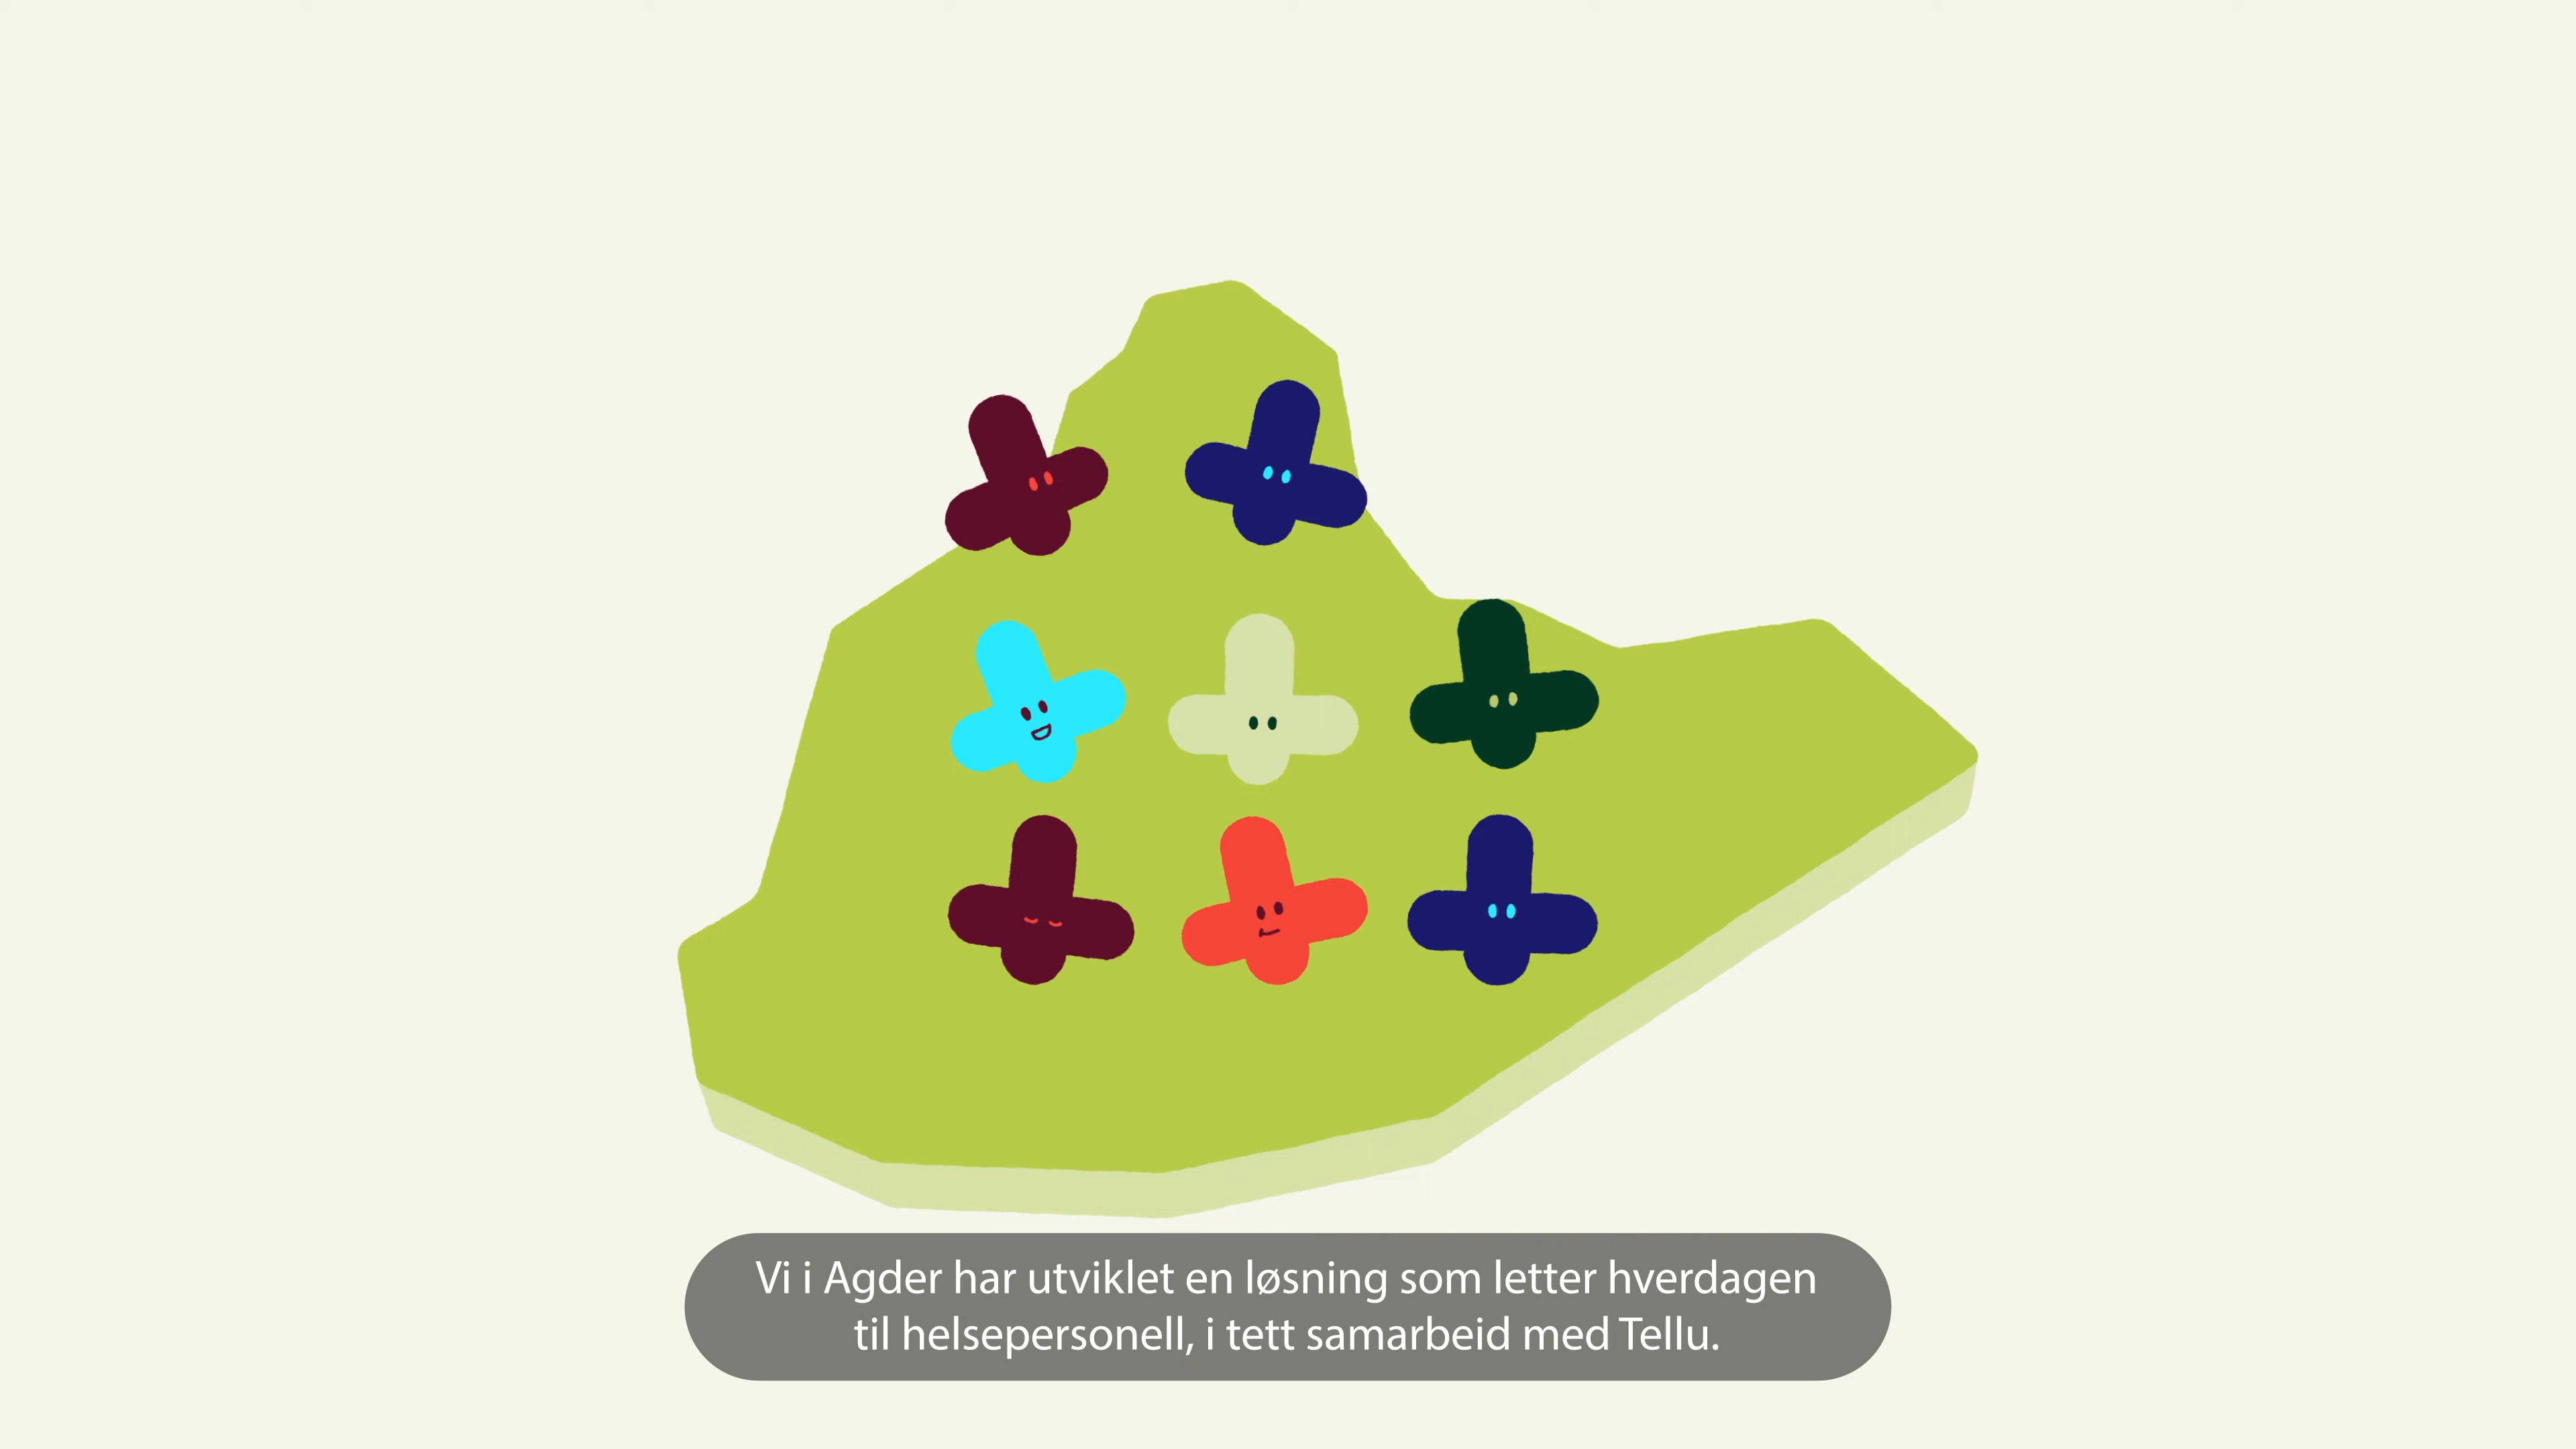 Vi i Agder har utviklet en løsning som letter hverdagen
til helsepersonell, i tett samarbeid med Tellu.